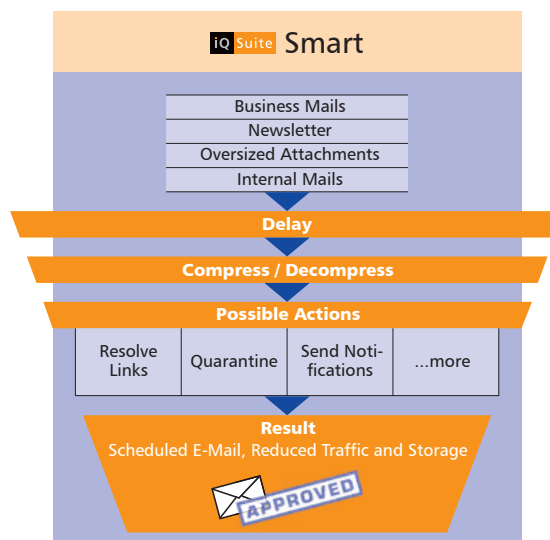 iQ Suite Smart
Business Mails
Newsletter
Oversized Attachments
Internal Mails
Delay
Compress / Decompress
Possible Actions
Resolve
Links
Quarantine
Send Noti-
fications
...more
Result
Scheduled E-Mail, Reduced Traffic and Storage
APPROVED